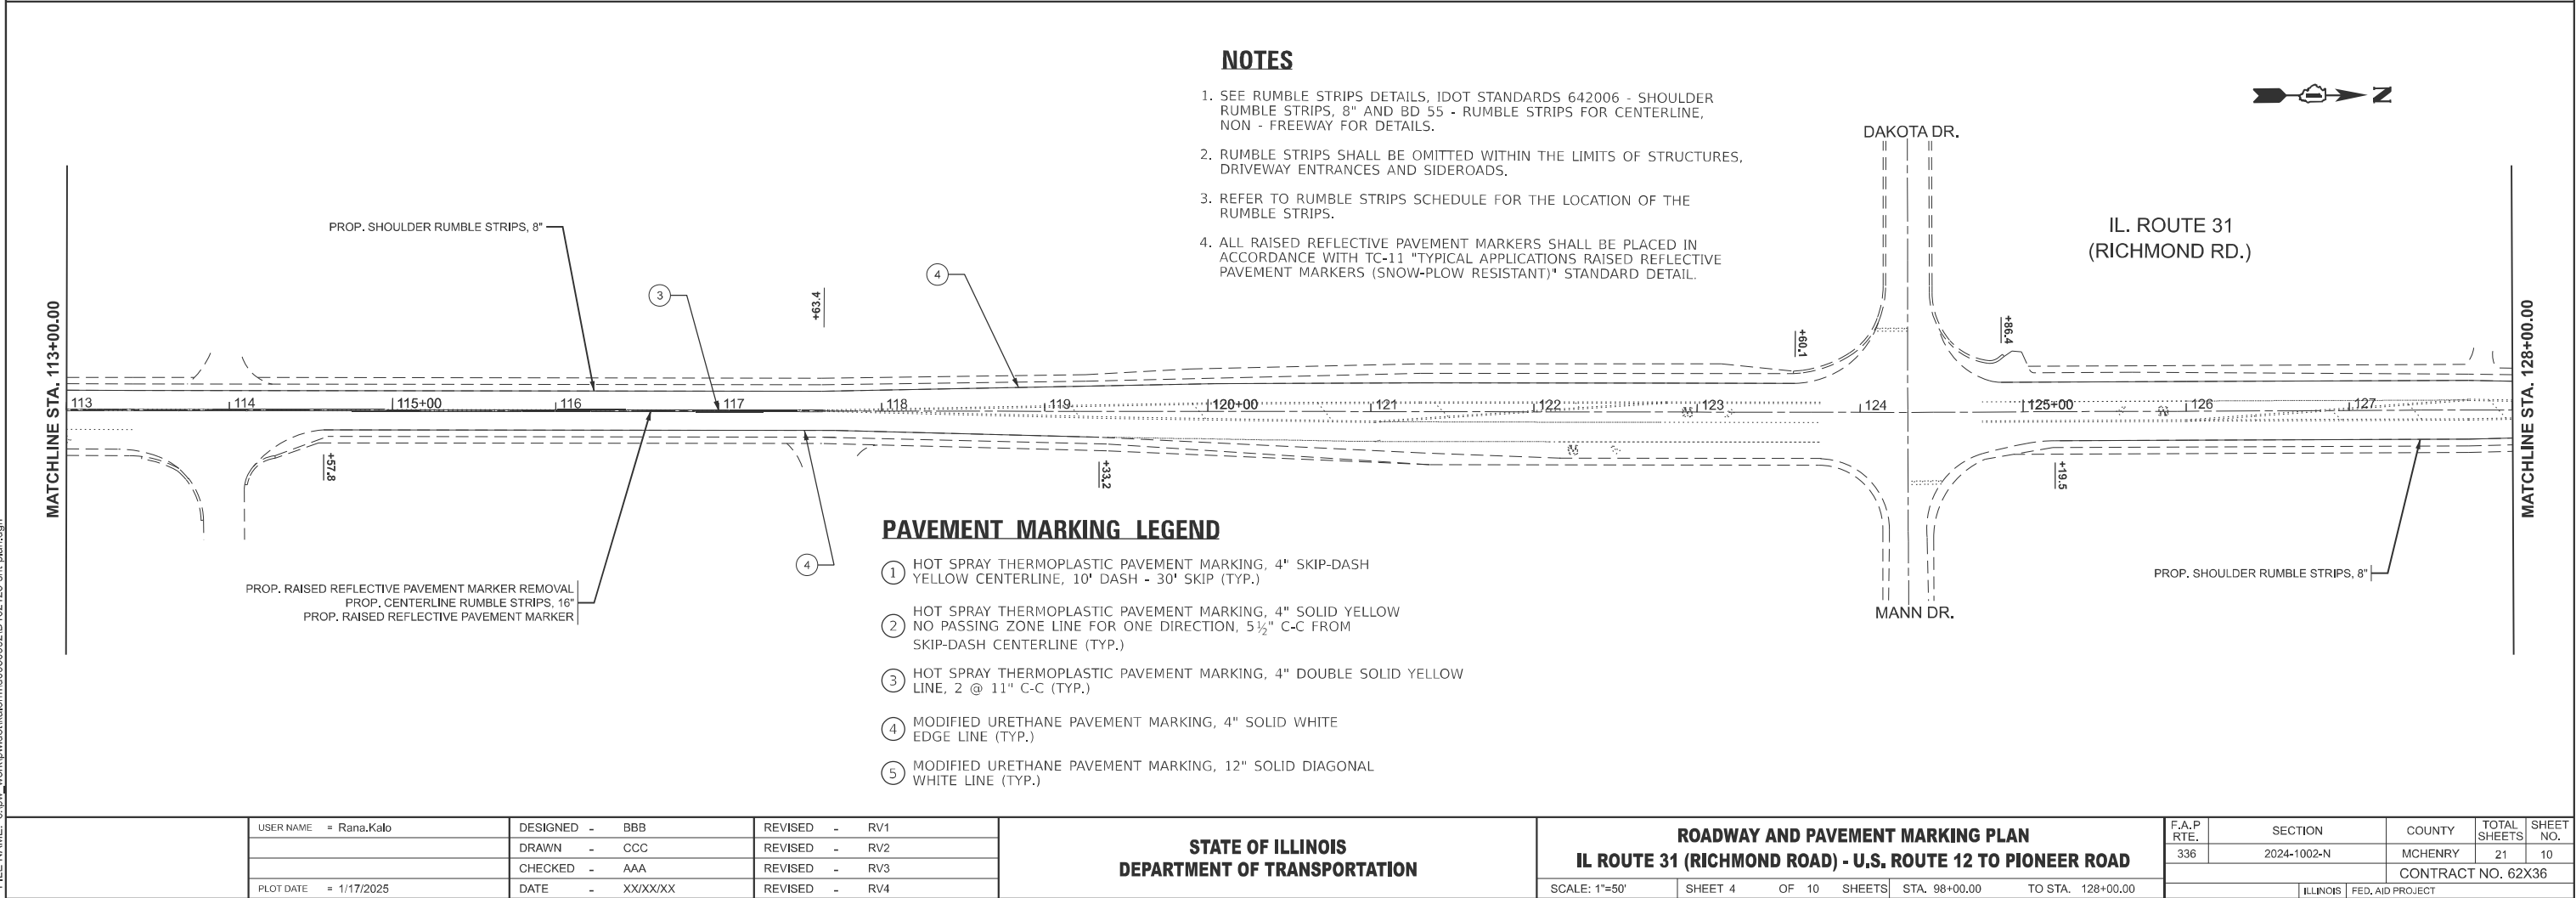 NOTES
1. SEE RUMBLE STRIPS DETAILS, IDOT STANDARDS 642006 - SHOULDER
RUMBLE STRIPS, 8" AND BD 55 - RUMBLE STRIPS FOR CENTERLINE,
NON - FREEWAY FOR DETAILS.
2. RUMBLE STRIPS SHALL BE OMITTED WITHIN THE LIMITS OF STRUCTURES,
DRIVEWAY ENTRANCES AND SIDEROADS.
3. REFER TO RUMBLE STRIPS SCHEDULE FOR THE LOCATION OF THE
RUMBLE STRIPS.
4. ALL RAISED REFLECTIVE PAVEMENT MARKERS SHALL BE PLACED IN
ACCORDANCE WITH TC-11 "TYPICAL APPLICATIONS RAISED REFLECTIVE
PAVEMENT MARKERS (SNOW-PLOW RESISTANT)" STANDARD DETAIL.
N
DAKOTA DR.
IL. ROUTE 31
(RICHMOND RD.)
PROP. SHOULDER RUMBLE STRIPS, 8"
3
+63.4
4
+60.1
+86.4
MATCHLINE STA. 113+00.00
113
114
115+00
116
117
118
119
120+00
121
122
123
124
125+00
126
127
MATCHLINE STA. 128+00.00
+57.8
+33.2
+19.5
4
PROP. RAISED REFLECTIVE PAVEMENT MARKER REMOVAL
PROP. CENTERLINE RUMBLE STRIPS, 16"
PROP. RAISED REFLECTIVE PAVEMENT MARKER
PROP. SHOULDER RUMBLE STRIPS, 8"
MANN DR.
PAVEMENT MARKING LEGEND
1 HOT SPRAY THERMOPLASTIC PAVEMENT MARKING, 4" SKIP-DASH
YELLOW CENTERLINE, 10' DASH - 30' SKIP (TYP.)
2 HOT SPRAY THERMOPLASTIC PAVEMENT MARKING, 4" SOLID YELLOW
NO PASSING ZONE LINE FOR ONE DIRECTION, 5½" C-C FROM
SKIP-DASH CENTERLINE (TYP.)
3 HOT SPRAY THERMOPLASTIC PAVEMENT MARKING, 4" DOUBLE SOLID YELLOW
LINE, 2 @ 11" C-C (TYP.)
4 MODIFIED URETHANE PAVEMENT MARKING, 4" SOLID WHITE
EDGE LINE (TYP.)
5 MODIFIED URETHANE PAVEMENT MARKING, 12" SOLID DIAGONAL
WHITE LINE (TYP.)
USER NAME = Rana.Kalo
PLOT DATE = 1/17/2025
DESIGNED - BBB
DRAWN - CCC
CHECKED - AAA
DATE - XX/XX/XX
REVISED - RV1
REVISED - RV2
REVISED - RV3
REVISED - RV4
STATE OF ILLINOIS
DEPARTMENT OF TRANSPORTATION
ROADWAY AND PAVEMENT MARKING PLAN
IL ROUTE 31 (RICHMOND ROAD) - U.S. ROUTE 12 TO PIONEER ROAD
SCALE: 1"=50' SHEET 4 OF 10 SHEETS STA. 98+00.00 TO STA. 128+00.00
F.A.P RTE. SECTION COUNTY TOTAL SHEETS SHEET NO.
336 2024-1002-N MCHENRY 21 10
CONTRACT NO. 62X36
ILLINOIS FED. AID PROJECT